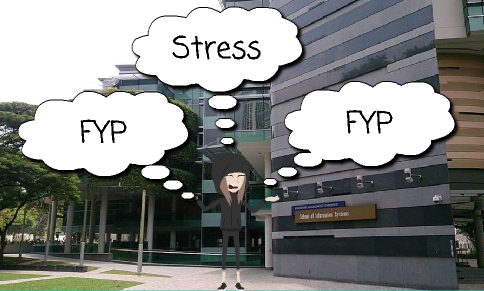 Stress
FYP
FYP
School of Information Systems